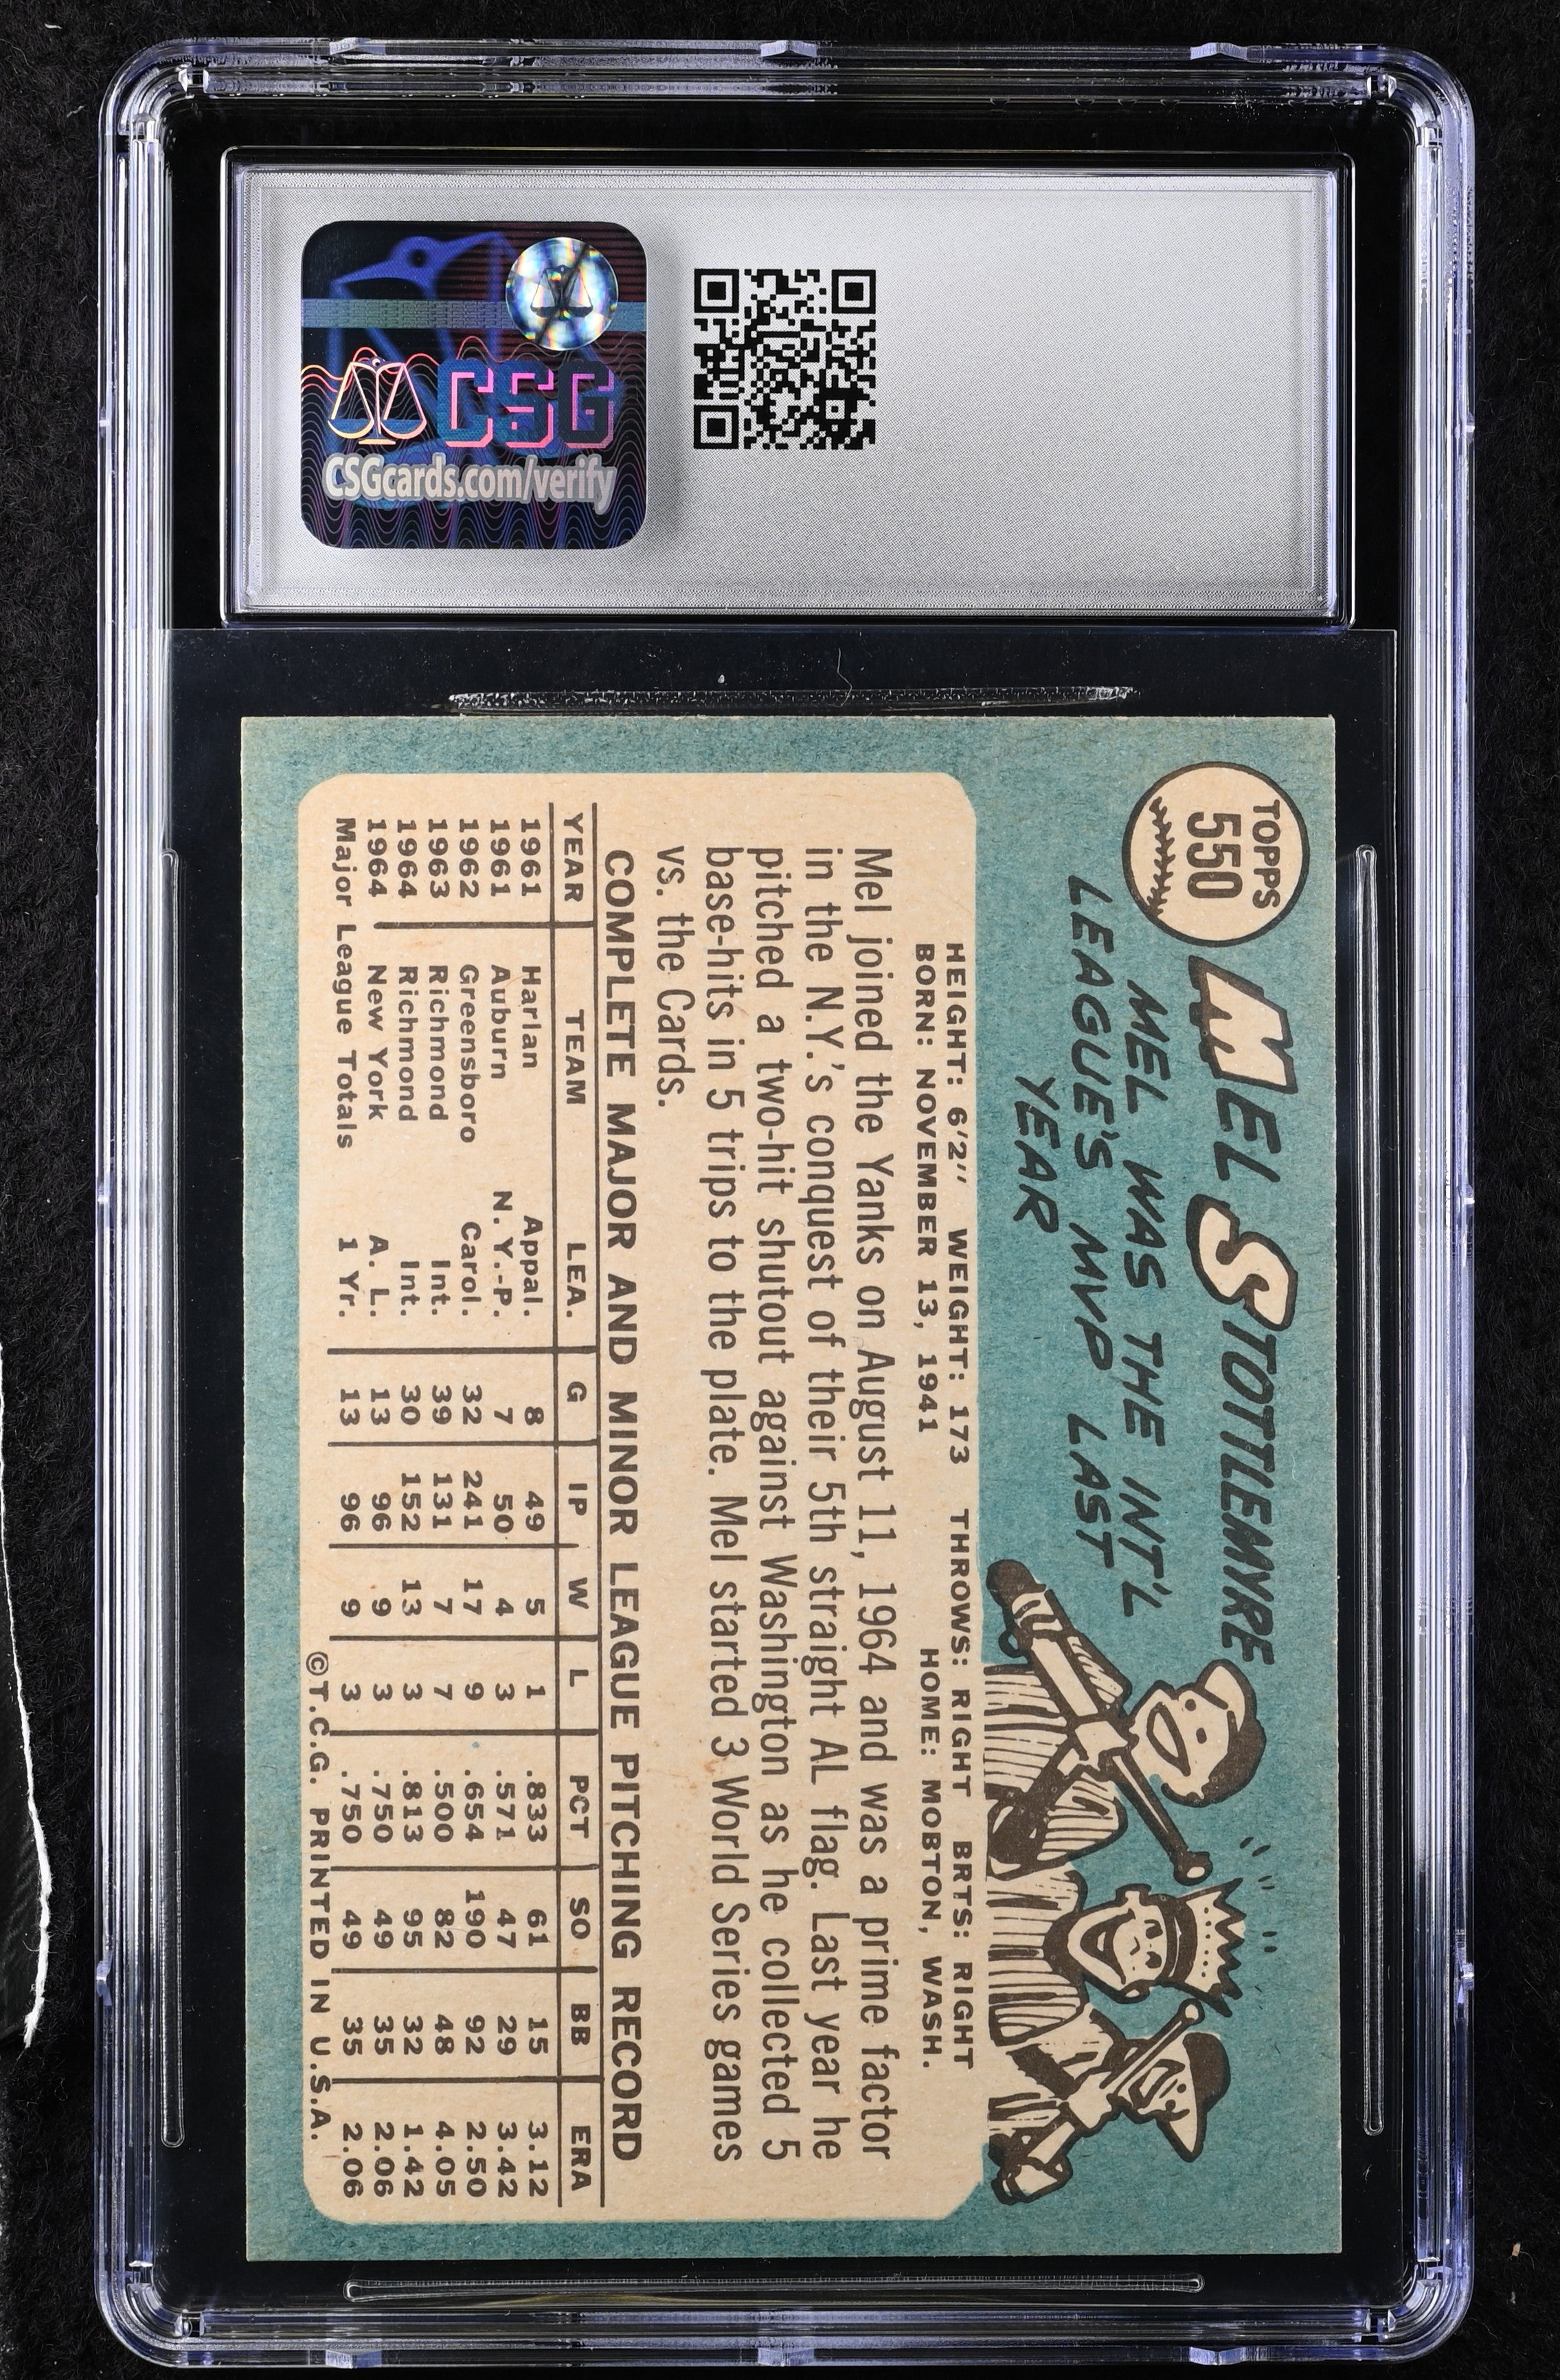 CSG
CSGcards.com/verify
TOPPS
550
MEL STOTTLEMYRE
MEL WAS THE INT'L
LEAGUE'S MVP LAST
YEAR
HEIGHT: 6'2" WEIGHT: 173 THROWS: RIGHT BRTS: RIGHT
BORN: NOVEMBER 13, 1941 HOME: MOBTON, WASH.
Mel joined the Yanks on August 11, 1964 and was a prime factor
in the N.Y.'s conquest of their 5th straight AL flag. Last year he
pitched a two-hit shutout against Washington as he collected 5
base-hits in 5 trips to the plate. Mel started 3 World Series games
vs. the Cards.
COMPLETE MAJOR AND MINOR LEAGUE PITCHING RECORD
YEAR TEAM LEA. G IP W L PCT SO BB ERA
1961 Harlan Appal. 8 49 5 1 .833 61 15 3.12
1961 Auburn N. Y.-P. 7 50 4 3 .571 47 29 3.42
1962 Greensboro Carol. 32 241 17 9 .654 190 92 2.50
1963 Richmond Int. 39 131 7 7 .500 82 48 4.05
1964 Richmond Int. 30 152 13 3 .813 95 32 1.42
1964 New York A. L. 13 96 9 3 .750 49 35 2.06
Major League Totals 1 Yr. 13 96 9 3 .750 49 35 2.06
©T.C.G. PRINTED IN U.S.A.